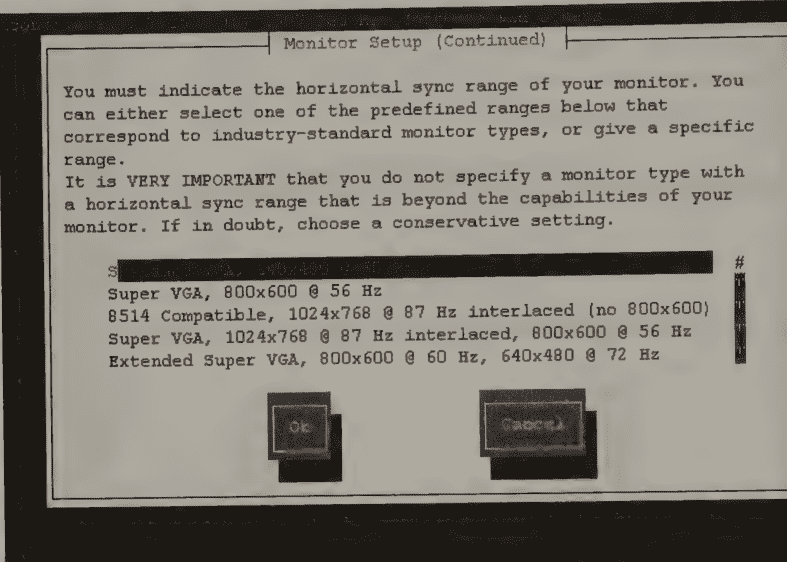 Monitor Setup (Continued)
You must indicate the horizontal sync range of your monitor. You
can either select one of the predefined ranges below that
correspond to industry-standard monitor types, or give a specific
range.
It is VERY IMPORTANT that you do not specify a monitor type with
a horizontal sync range that is beyond the capabilities of your
monitor. If in doubt, choose a conservative setting.
#
Super VGA, 800x600 @ 56 Hz
8514 Compatible, 1024x768 @ 87 Hz interlaced (no 800x600)
Super VGA, 1024x768 @ 87 Hz interlaced, 800x600 @ 56 Hz
Extended Super VGA, 800x600 @ 60 Hz, 640x480 @ 72 Hz
Ok Cancel